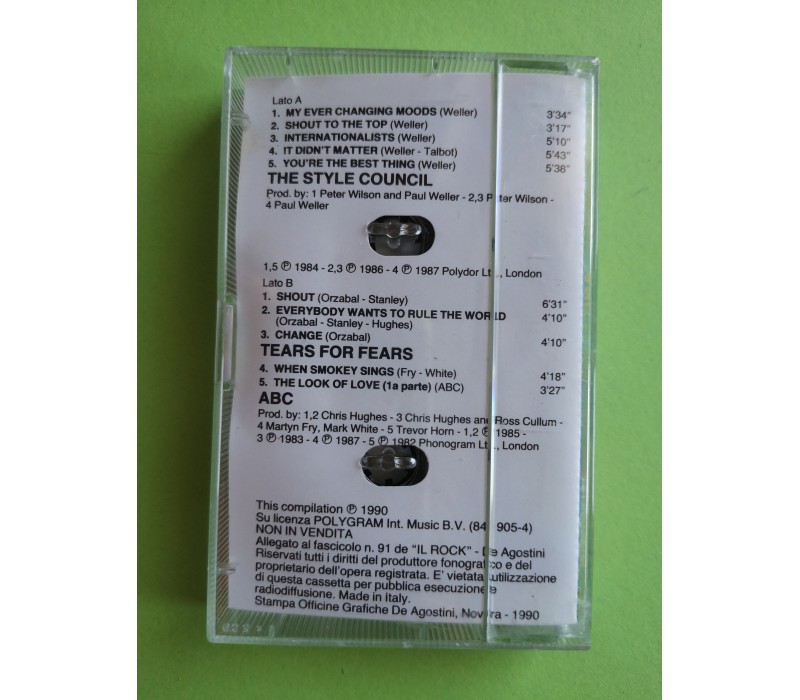 Lato A
1. MY EVER CHANGING MOODS (Weller) 3'34"
2. SHOUT TO THE TOP (Weller) 3'17"
3. INTERNATIONALISTS (Weller) 5'10"
4. IT DIDN'T MATTER (Weller - Talbot) 5'43"
5. YOU'RE THE BEST THING (Weller) 5'38"
THE STYLE COUNCIL
Prod. by: 1 Peter Wilson and Paul Weller - 2,3 Peter Wilson -
4 Paul Weller
1,5 ℗ 1984 - 2,3 ℗ 1986 - 4 ℗ 1987 Polydor Lt., London
Lato B
1. SHOUT (Orzabal - Stanley) 6'31"
2. EVERYBODY WANTS TO RULE THE WORLD 4'10"
(Orzabal - Stanley - Hughes)
3. CHANGE (Orzabal) 4'10"
TEARS FOR FEARS
4. WHEN SMOKEY SINGS (Fry - White) 4'18"
5. THE LOOK OF LOVE (1a parte) (ABC) 3'27"
ABC
Prod. by: 1,2 Chris Hughes - 3 Chris Hughes and Ross Cullum -
4 Martyn Fry, Mark White - 5 Trevor Horn - 1,2 ℗ 1985 -
3 ℗ 1983 - 4 ℗ 1987 - 5 ℗ 1982 Phonogram Lt., London
This compilation ℗ 1990
Su licenza POLYGRAM Int. Music B.V. (84 905-4)
NON IN VENDITA
Allegato al fascicolo n. 91 de "IL ROCK" - De Agostini
Riservati tutti i diritti del produttore fonografico e del
proprietario dell'opera registrata. E' vietata utilizzazione
di questa cassetta per pubblica esecuzione e
radiodiffusione. Made in Italy.
Stampa Officine Grafiche De Agostini, Novara - 1990